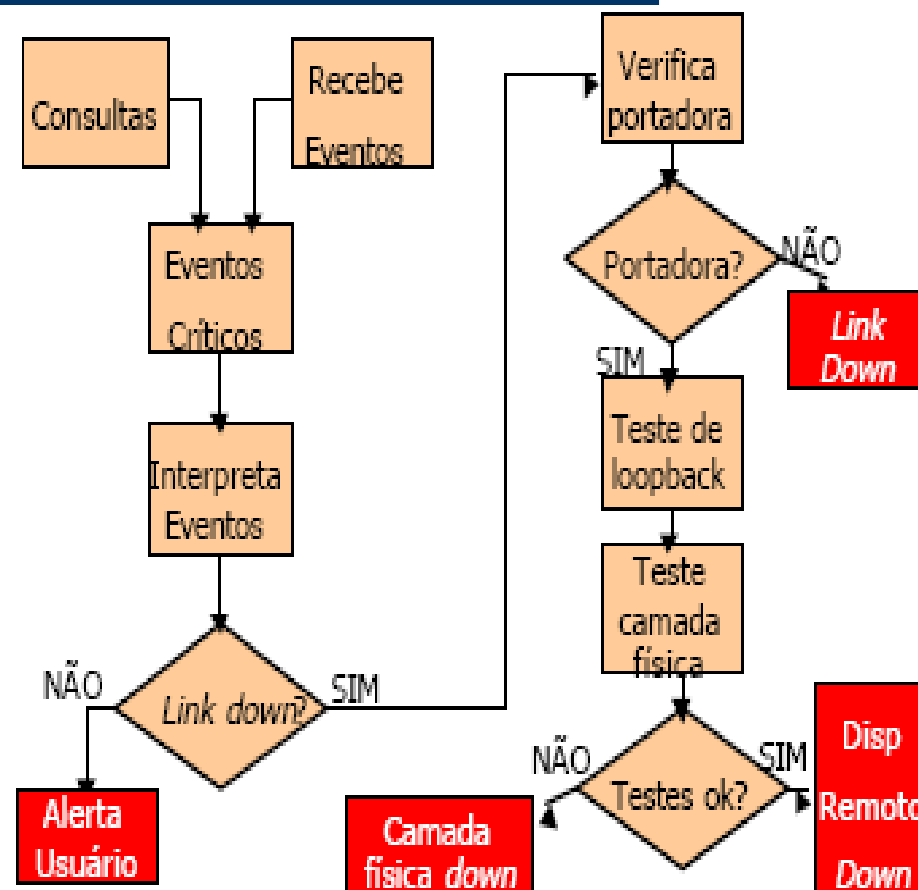 Consultas
Recebe
Eventos
Eventos
Críticos
Interpreta
Eventos
Link down?
NÃO
SIM
Alerta
Usuário
Verifica
portadora
Portadora?
NÃO
Link
Down
SIM
Teste de
loopback
Teste
camada
física
Testes ok?
NÃO
SIM
Camada
física down
Disp
Remoto
Down